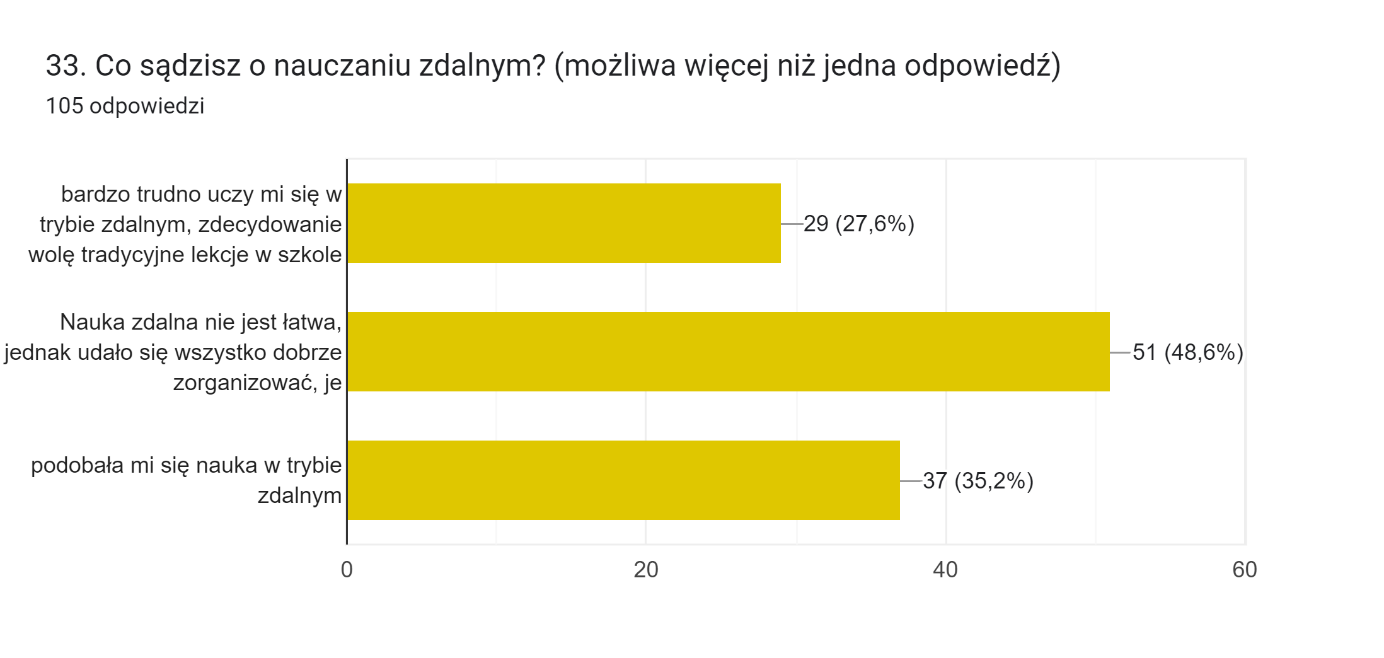 33. Co sądzisz o nauczaniu zdalnym? (możliwa więcej niż jedna odpowiedź)
105 odpowiedzi
bardzo trudno uczy mi się w
trybie zdalnym, zdecydowanie
wolę tradycyjne lekcje w szkole
29 (27,6%)
Nauka zdalna nie jest łatwa,
jednak udało się wszystko dobrze
zorganizować, je
51 (48,6%)
podobała mi się nauka w trybie
zdalnym
37 (35,2%)
0 20 40 60